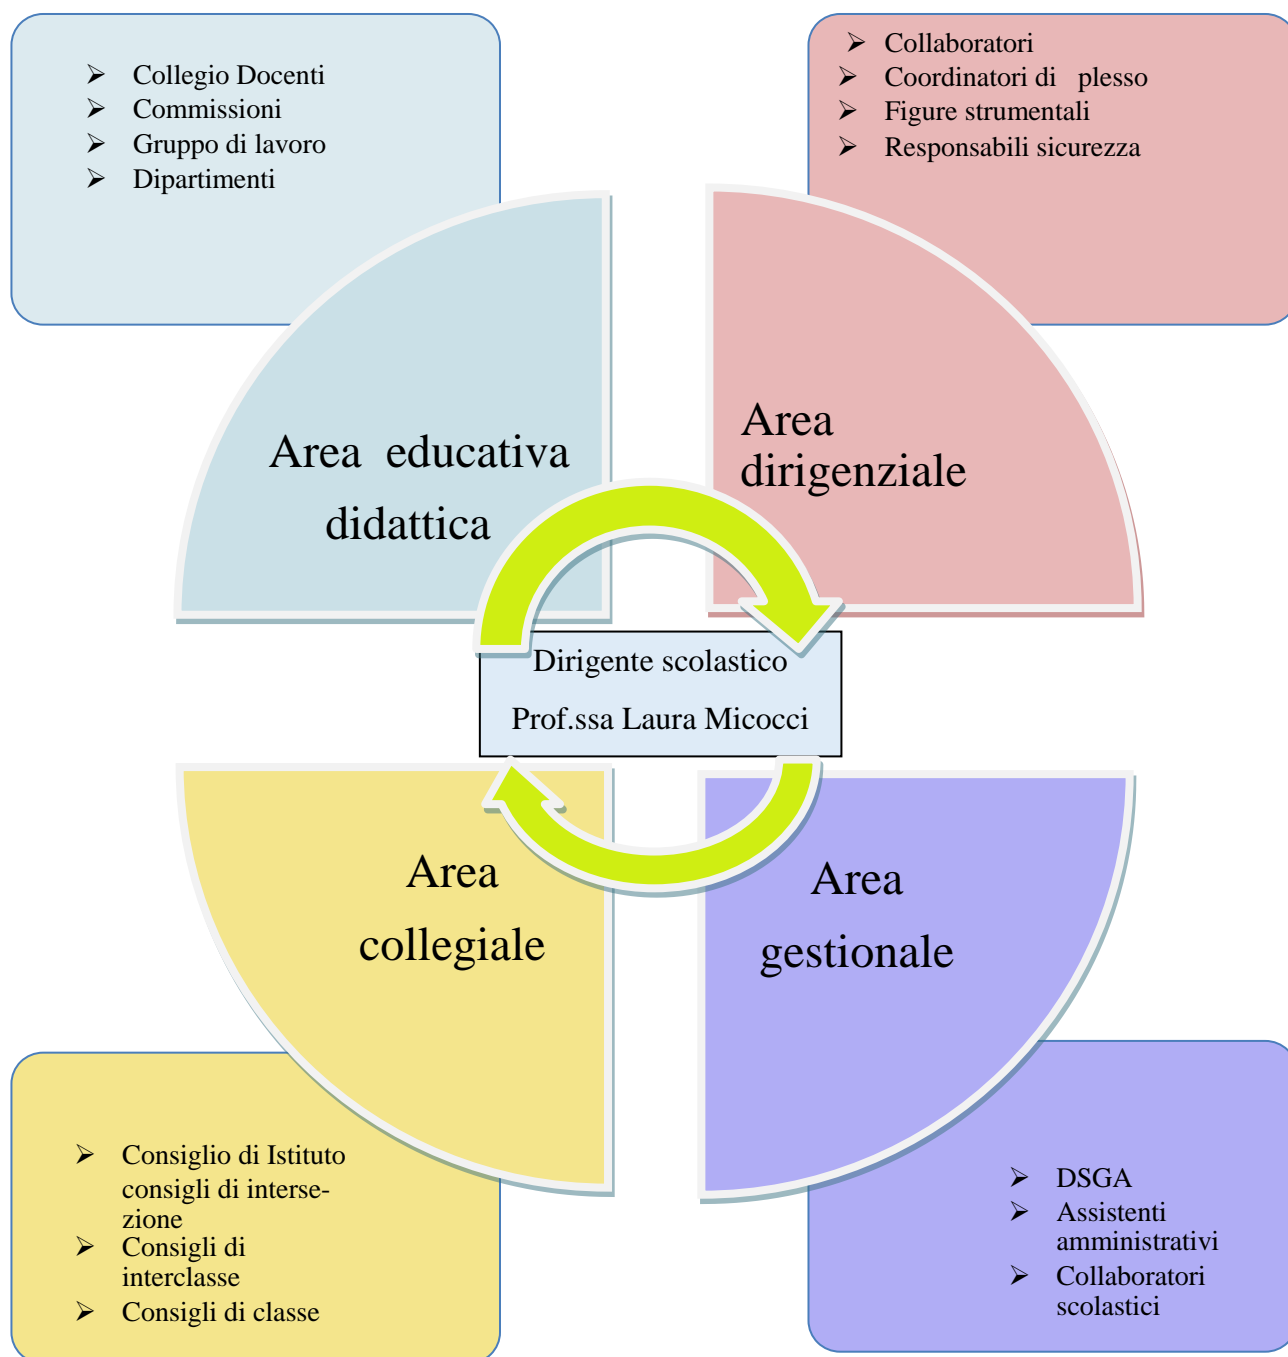 ➢ Collegio Docenti
➢ Commissioni
➢ Gruppo di lavoro
➢ Dipartimenti
➢ Collaboratori
➢ Coordinatori di plesso
➢ Figure strumentali
➢ Responsabili sicurezza
Area educativa
didattica
Area
dirigenziale
Dirigente scolastico
Prof.ssa Laura Micocci
Area
collegiale
Area
gestionale
➢ Consiglio di Istituto
consigli di interse-
zione
➢ Consigli di
interclasse
➢ Consigli di classe
➢ DSGA
➢ Assistenti
amministrativi
➢ Collaboratori
scolastici